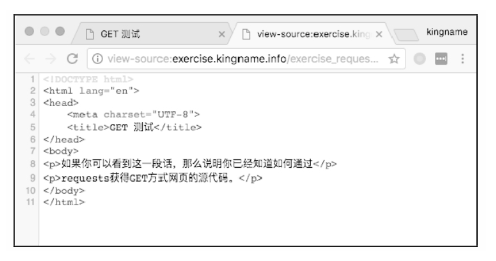 GET 测试
view-source:exercise.king
kingname
view-source:exercise.kingname.info/exercise_reques...
1 <!DOCTYPE html>
2 <html lang="en">
3 <head>
4 <meta charset="UTF-8">
5 <title>GET 测试</title>
6 </head>
7 <body>
8 <p>如果你可以看到这一段话，那么说明你已经知道如何通过</p>
9 <p>requests获得GET方式网页的源代码。</p>
10 </body>
11 </html>